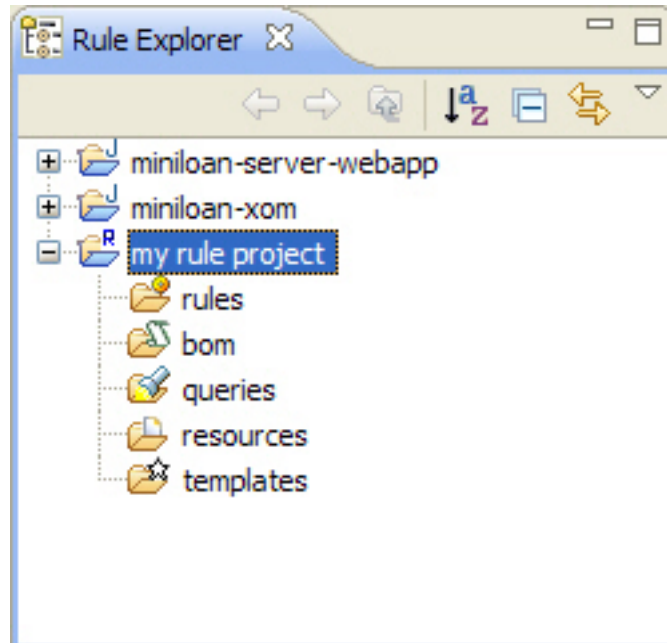 Rule Explorer
a
z
J
miniloan-server-webapp
J
miniloan-xom
R
my rule project
rules
bom
queries
resources
templates